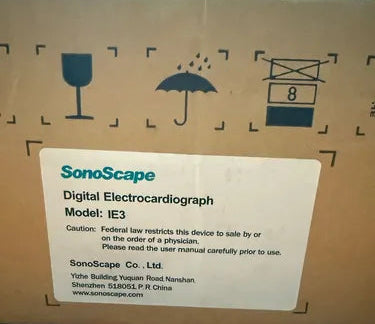 8
SonoScape
Digital Electrocardiograph
Model: IE3
Caution: Federal law restricts this device to sale by or
on the order of a physician.
Please read the user manual carefully prior to use.
SonoScape Co., Ltd.
Yizhe Building,Yuquan Road,Nanshan,
Shenzhen 518051,P.R.China
www.sonoscape.com